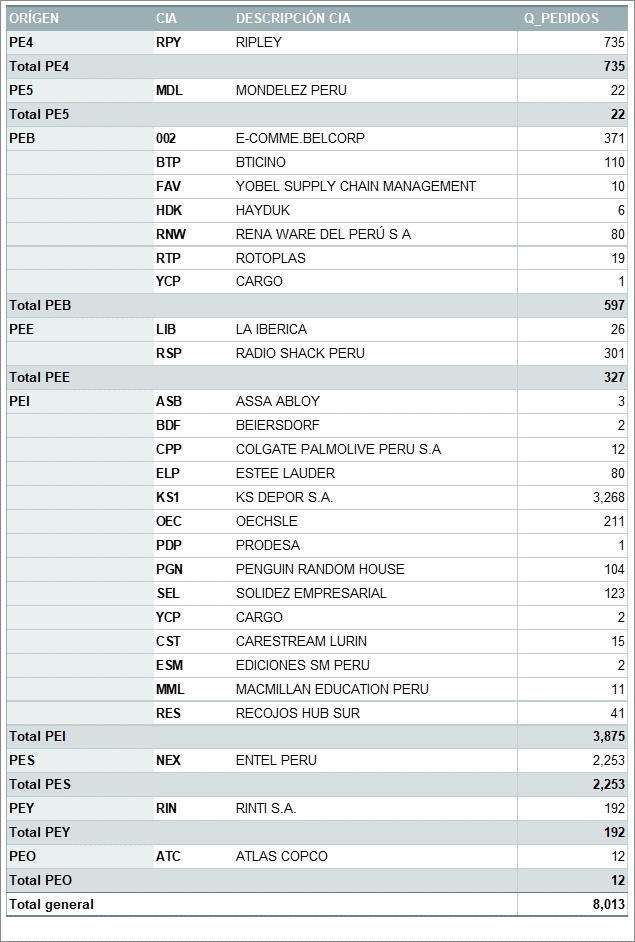 ORÍGEN CIA DESCRIPCIÓN CIA Q_PEDIDOS
PE4 RPY RIPLEY 735
Total PE4 735
PE5 MDL MONDELEZ PERU 22
Total PE5 22
PEB 002 E-COMME.BELCORP 371
BTP BTICINO 110
FAV YOBEL SUPPLY CHAIN MANAGEMENT 10
HDK HAYDUK 6
RNW RENA WARE DEL PERÚ S A 80
RTP ROTOPLAS 19
YCP CARGO 1
Total PEB 597
PEE LIB LA IBERICA 26
RSP RADIO SHACK PERU 301
Total PEE 327
PEI ASB ASSA ABLOY 3
BDF BEIERSDORF 2
CPP COLGATE PALMOLIVE PERU S.A 12
ELP ESTEE LAUDER 80
KS1 KS DEPOR S.A. 3,268
OEC OECHSLE 211
PDP PRODESA 1
PGN PENGUIN RANDOM HOUSE 104
SEL SOLIDEZ EMPRESARIAL 123
YCP CARGO 2
CST CARESTREAM LURIN 15
ESM EDICIONES SM PERU 2
MML MACMILLAN EDUCATION PERU 11
RES RECOJOS HUB SUR 41
Total PEI 3,875
PES NEX ENTEL PERU 2,253
Total PES 2,253
PEY RIN RINTI S.A. 192
Total PEY 192
PEO ATC ATLAS COPCO 12
Total PEO 12
Total general 8,013